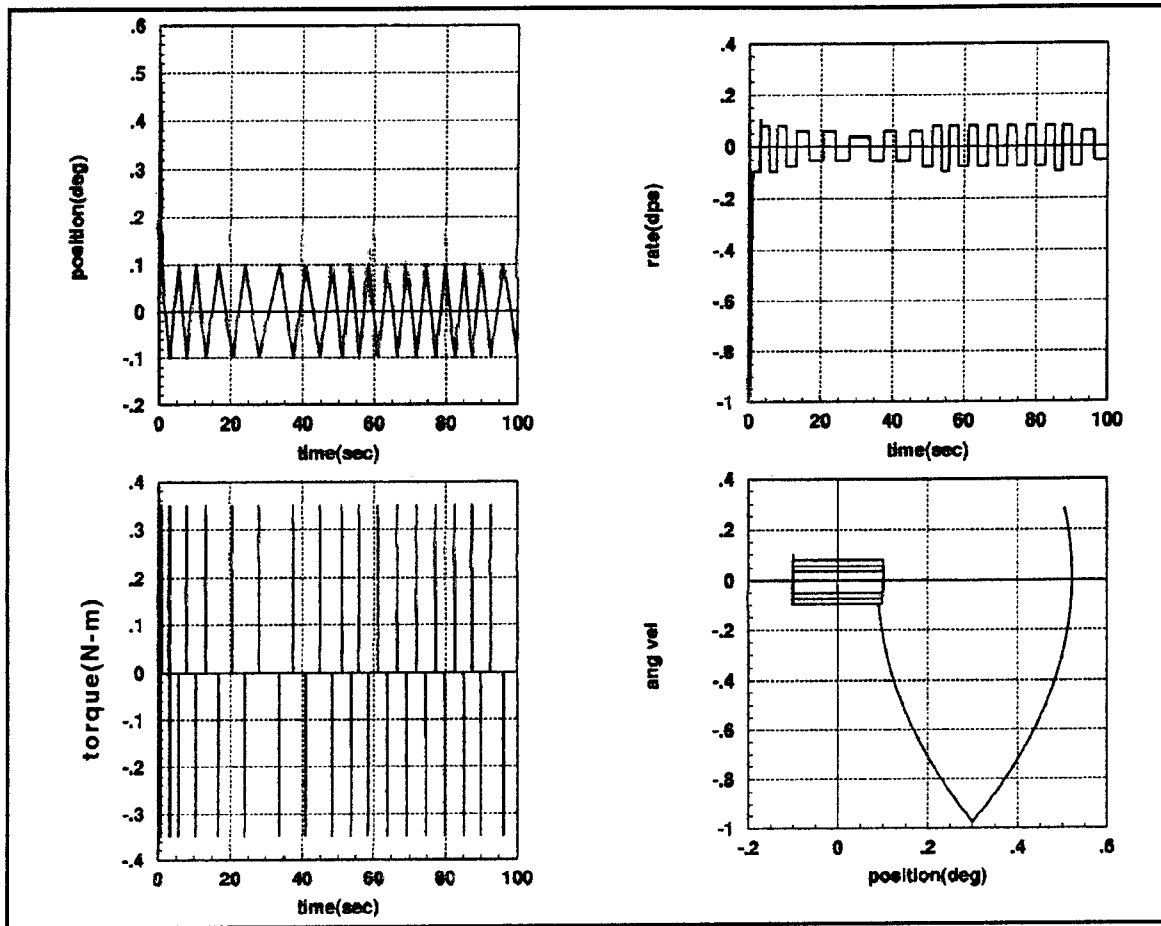 .6
.5
.4
.3
.2
.1
0
-.1
-.2
position(deg)
0 20 40 60 80 100
time(sec)
.4
.2
0
-.2
-.4
-.6
-.8
-1
rate(dps)
0 20 40 60 80 100
time(sec)
.4
.3
.2
.1
0
-.1
-.2
-.3
-.4
torque(N-m)
0 20 40 60 80 100
time(sec)
.4
.2
0
-.2
-.4
-.6
-.8
-1
ang vel
-.2 0 .2 .4 .6
position(deg)